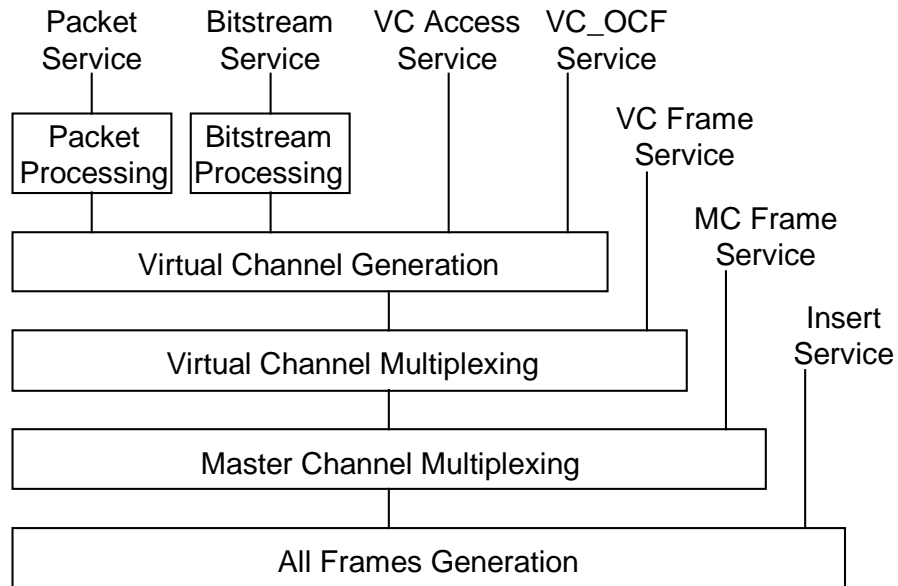 Packet
Service
Bitstream
Service
VC Access
Service
VC_OCF
Service
VC Frame
Service
Packet
Processing
Bitstream
Processing
MC Frame
Service
Virtual Channel Generation
Insert
Service
Virtual Channel Multiplexing
Master Channel Multiplexing
All Frames Generation